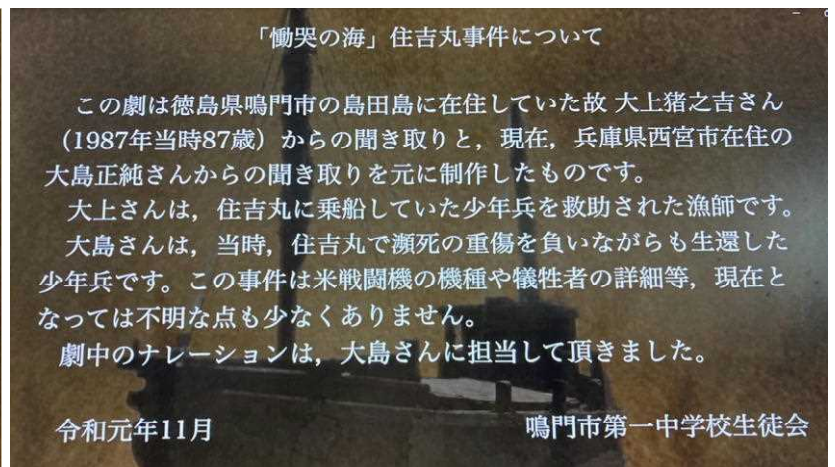 「慟哭の海」住吉丸事件について
この劇は徳島県鳴門市の島田島に在住していた故 大上猪之吉さん
（1987年当時87歳）からの聞き取りと，現在，兵庫県西宮市在住の
大島正純さんからの聞き取りを元に制作したものです。
大上さんは，住吉丸に乗船していた少年兵を救助された漁師です。
大島さんは，当時，住吉丸で瀕死の重傷を負いながらも生還した
少年兵です。この事件は米戦闘機の機種や犠牲者の詳細等，現在と
なっては不明な点も少なくありません。
劇中のナレーションは，大島さんに担当して頂きました。
令和元年11月 鳴門市第一中学校生徒会